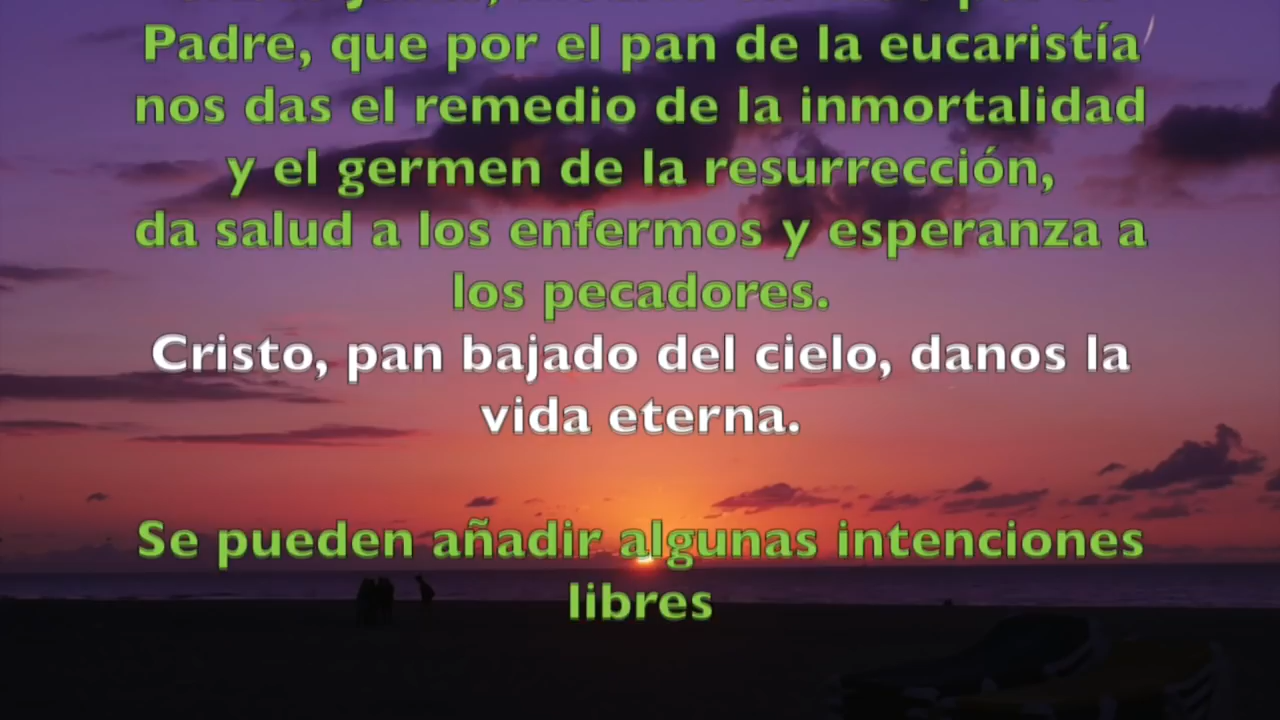 Padre, que por el pan de la eucaristía
nos das el remedio de la inmortalidad
y el germen de la resurrección,
da salud a los enfermos y esperanza a
los pecadores.
Cristo, pan bajado del cielo, danos la
vida eterna.
Se pueden añadir algunas intenciones
libres